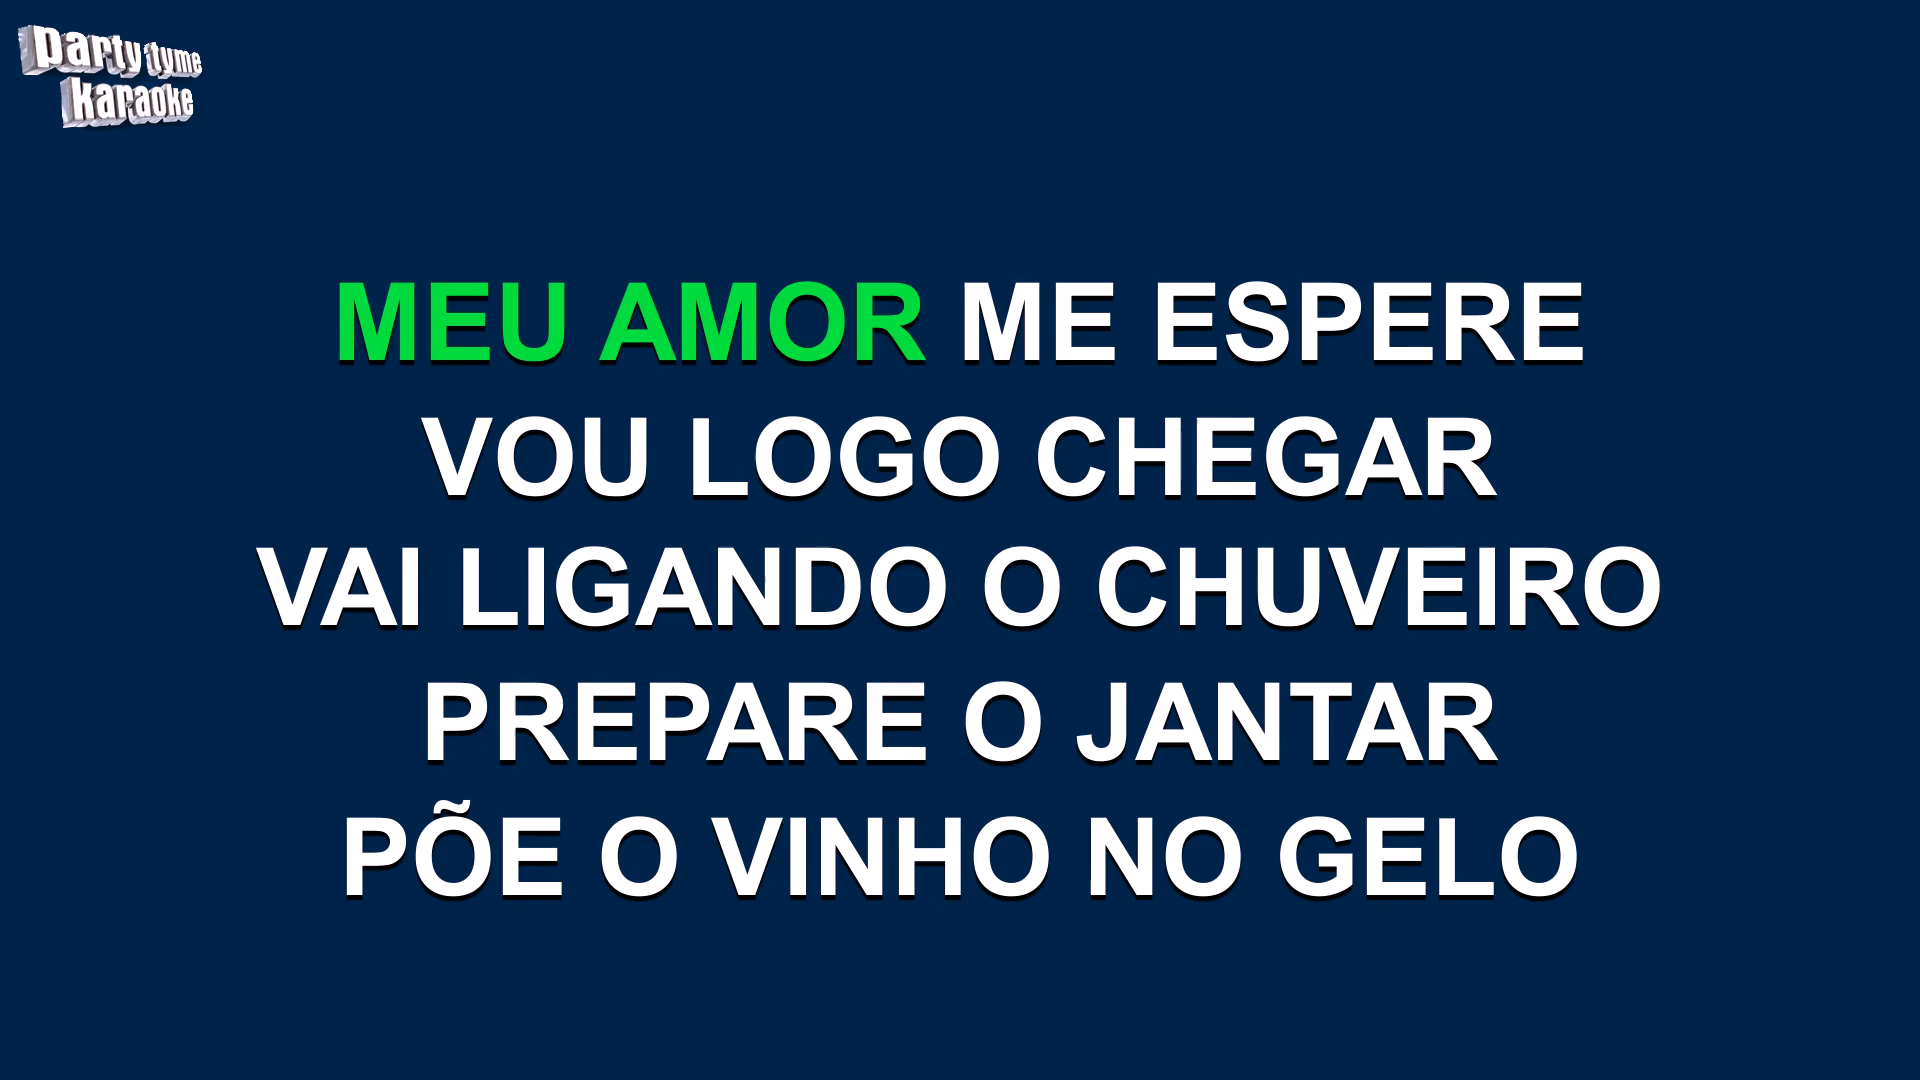 party tyme
karaoke
MEU AMOR ME ESPERE
VOU LOGO CHEGAR
VAI LIGANDO O CHUVEIRO
PREPARE O JANTAR
PÕE O VINHO NO GELO